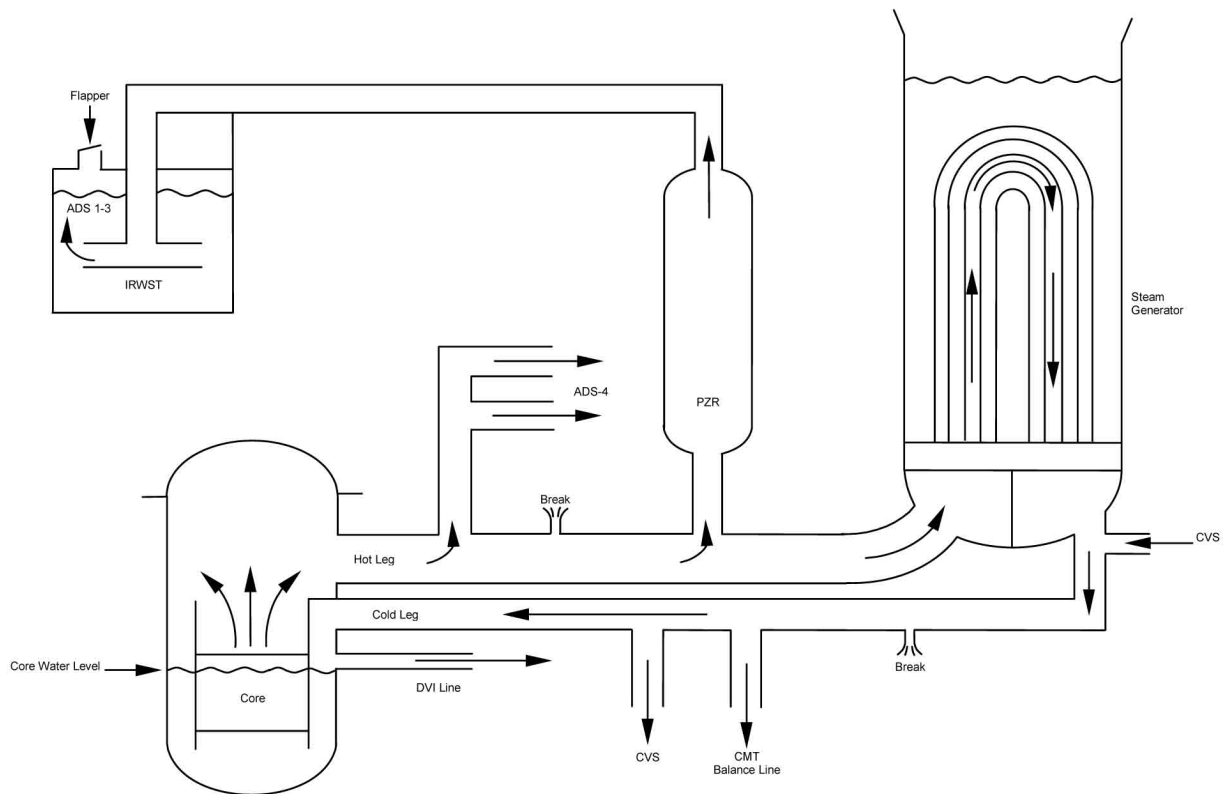 Flapper
ADS 1-3
IRWST
ADS-4
PZR
Steam
Generator
Break
Hot Leg
CVS
Cold Leg
Core Water Level
Core
DVI Line
Break
CVS
CMT
Balance Line